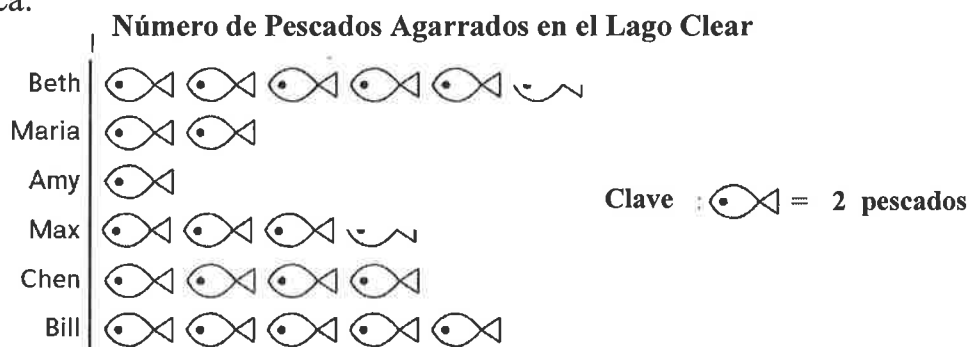 ca.
Número de Pescados Agarrados en el Lago Clear
Beth
Maria
Amy
Max
Chen
Bill
Clave : = 2 pescados